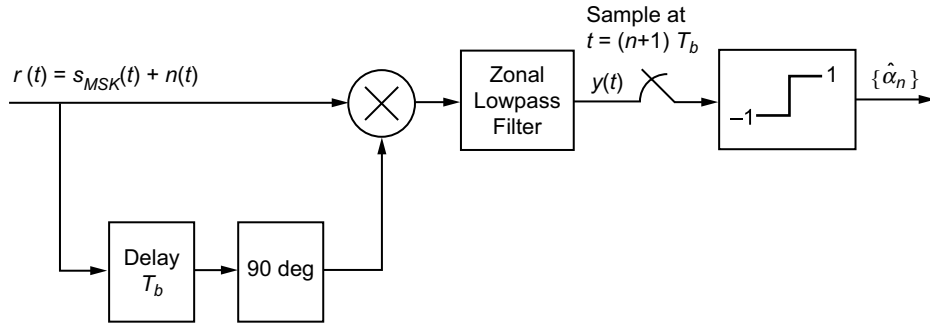 Sample at
t = (n+1) T_b
r (t) = s_MSK(t) + n(t)
Zonal
Lowpass
Filter
y(t)
1
–1
{α̂_n}
Delay
T_b
90 deg